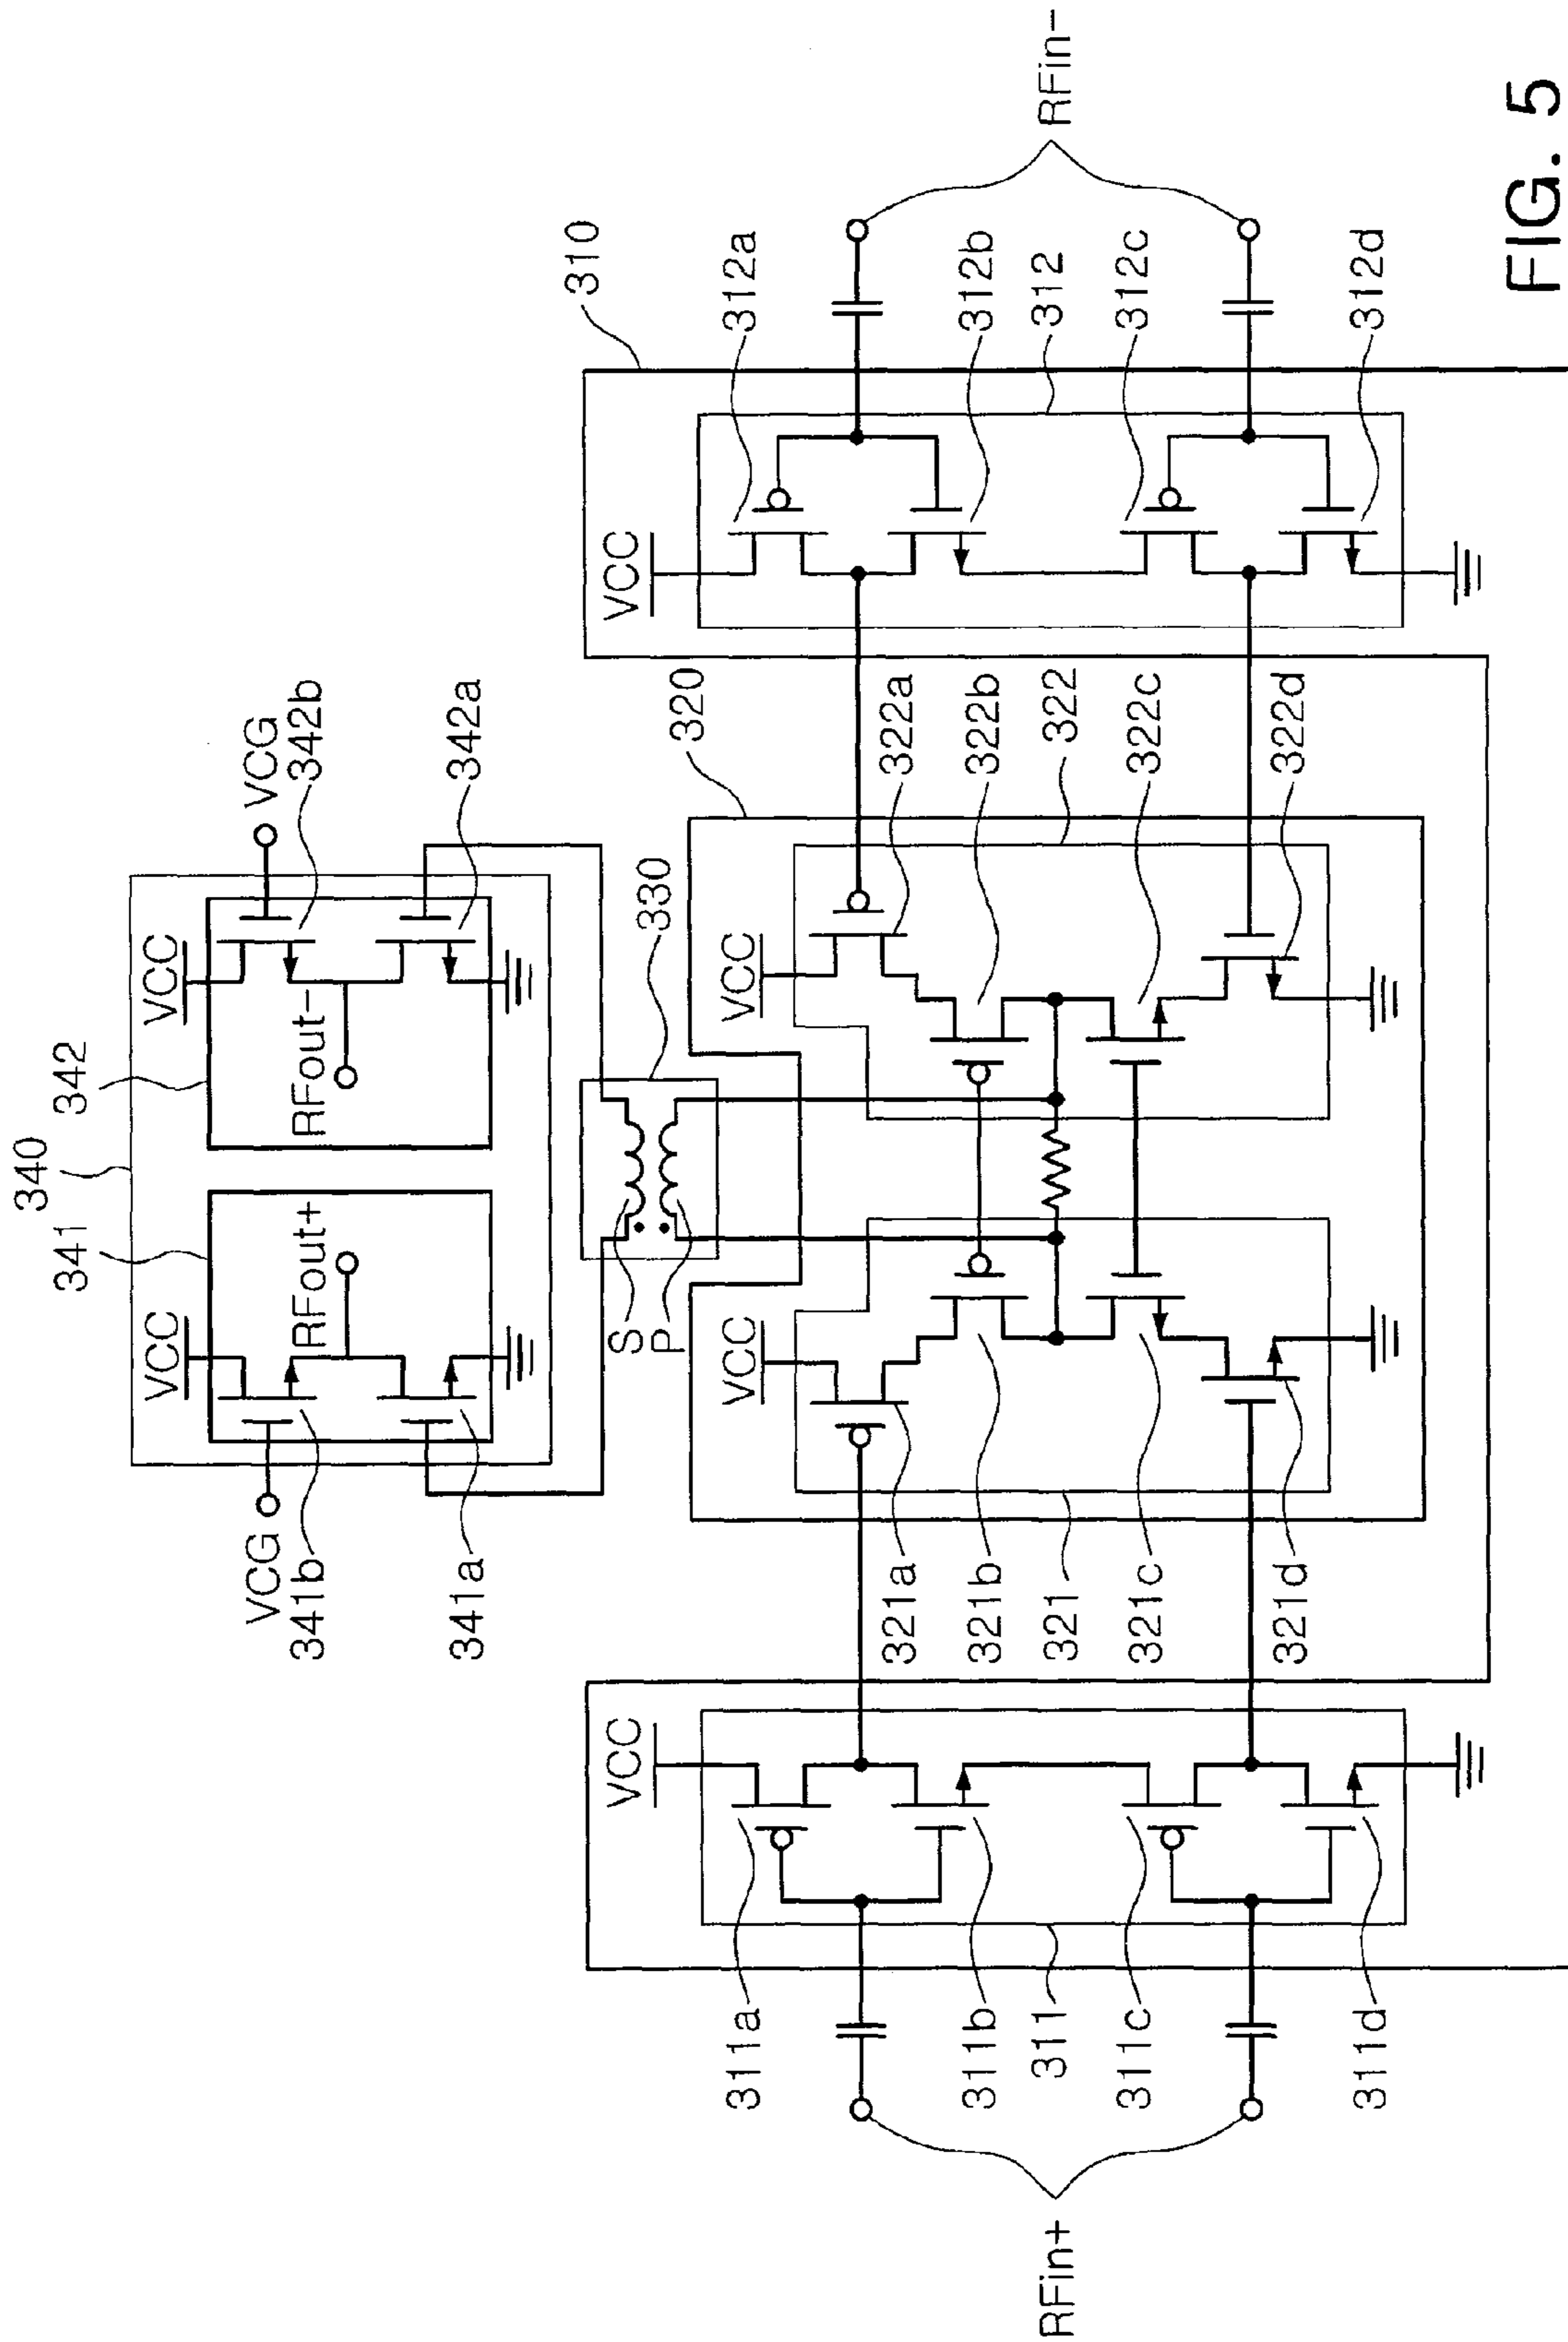 340
341
342
VCC
VCC
VCG
VCG
RFout+
RFout−
341b
342b
341a
342a
S
P
330
320
310
VCC
VCC
VCC
VCC
311a
321a
322a
312a
311b
321b
322b
312b
311
321
322
312
311c
321c
322c
312c
311d
321d
322d
312d
RFin+
RFin−
FIG. 5